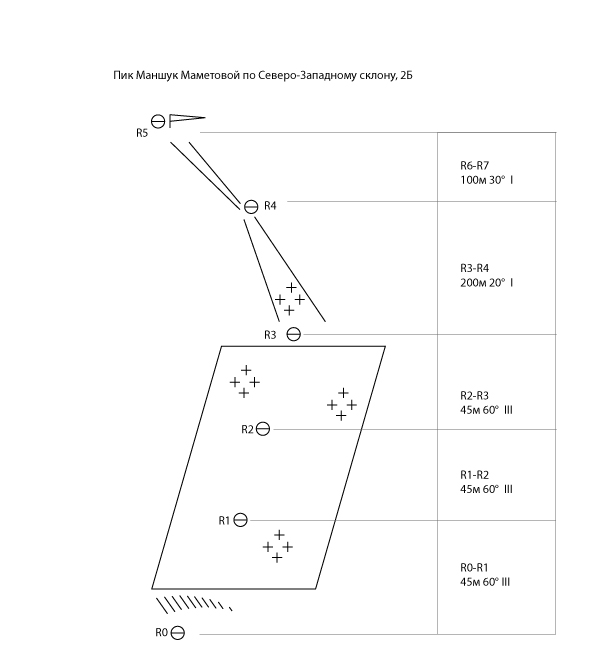 Пик Маншук Маметовой по Северо-Западному склону, 2Б
R5
R6-R7
100м 30° I
R4
R3-R4
200м 20° I
R3
R2-R3
45м 60° III
R2
R1-R2
45м 60° III
R1
R0-R1
45м 60° III
R0